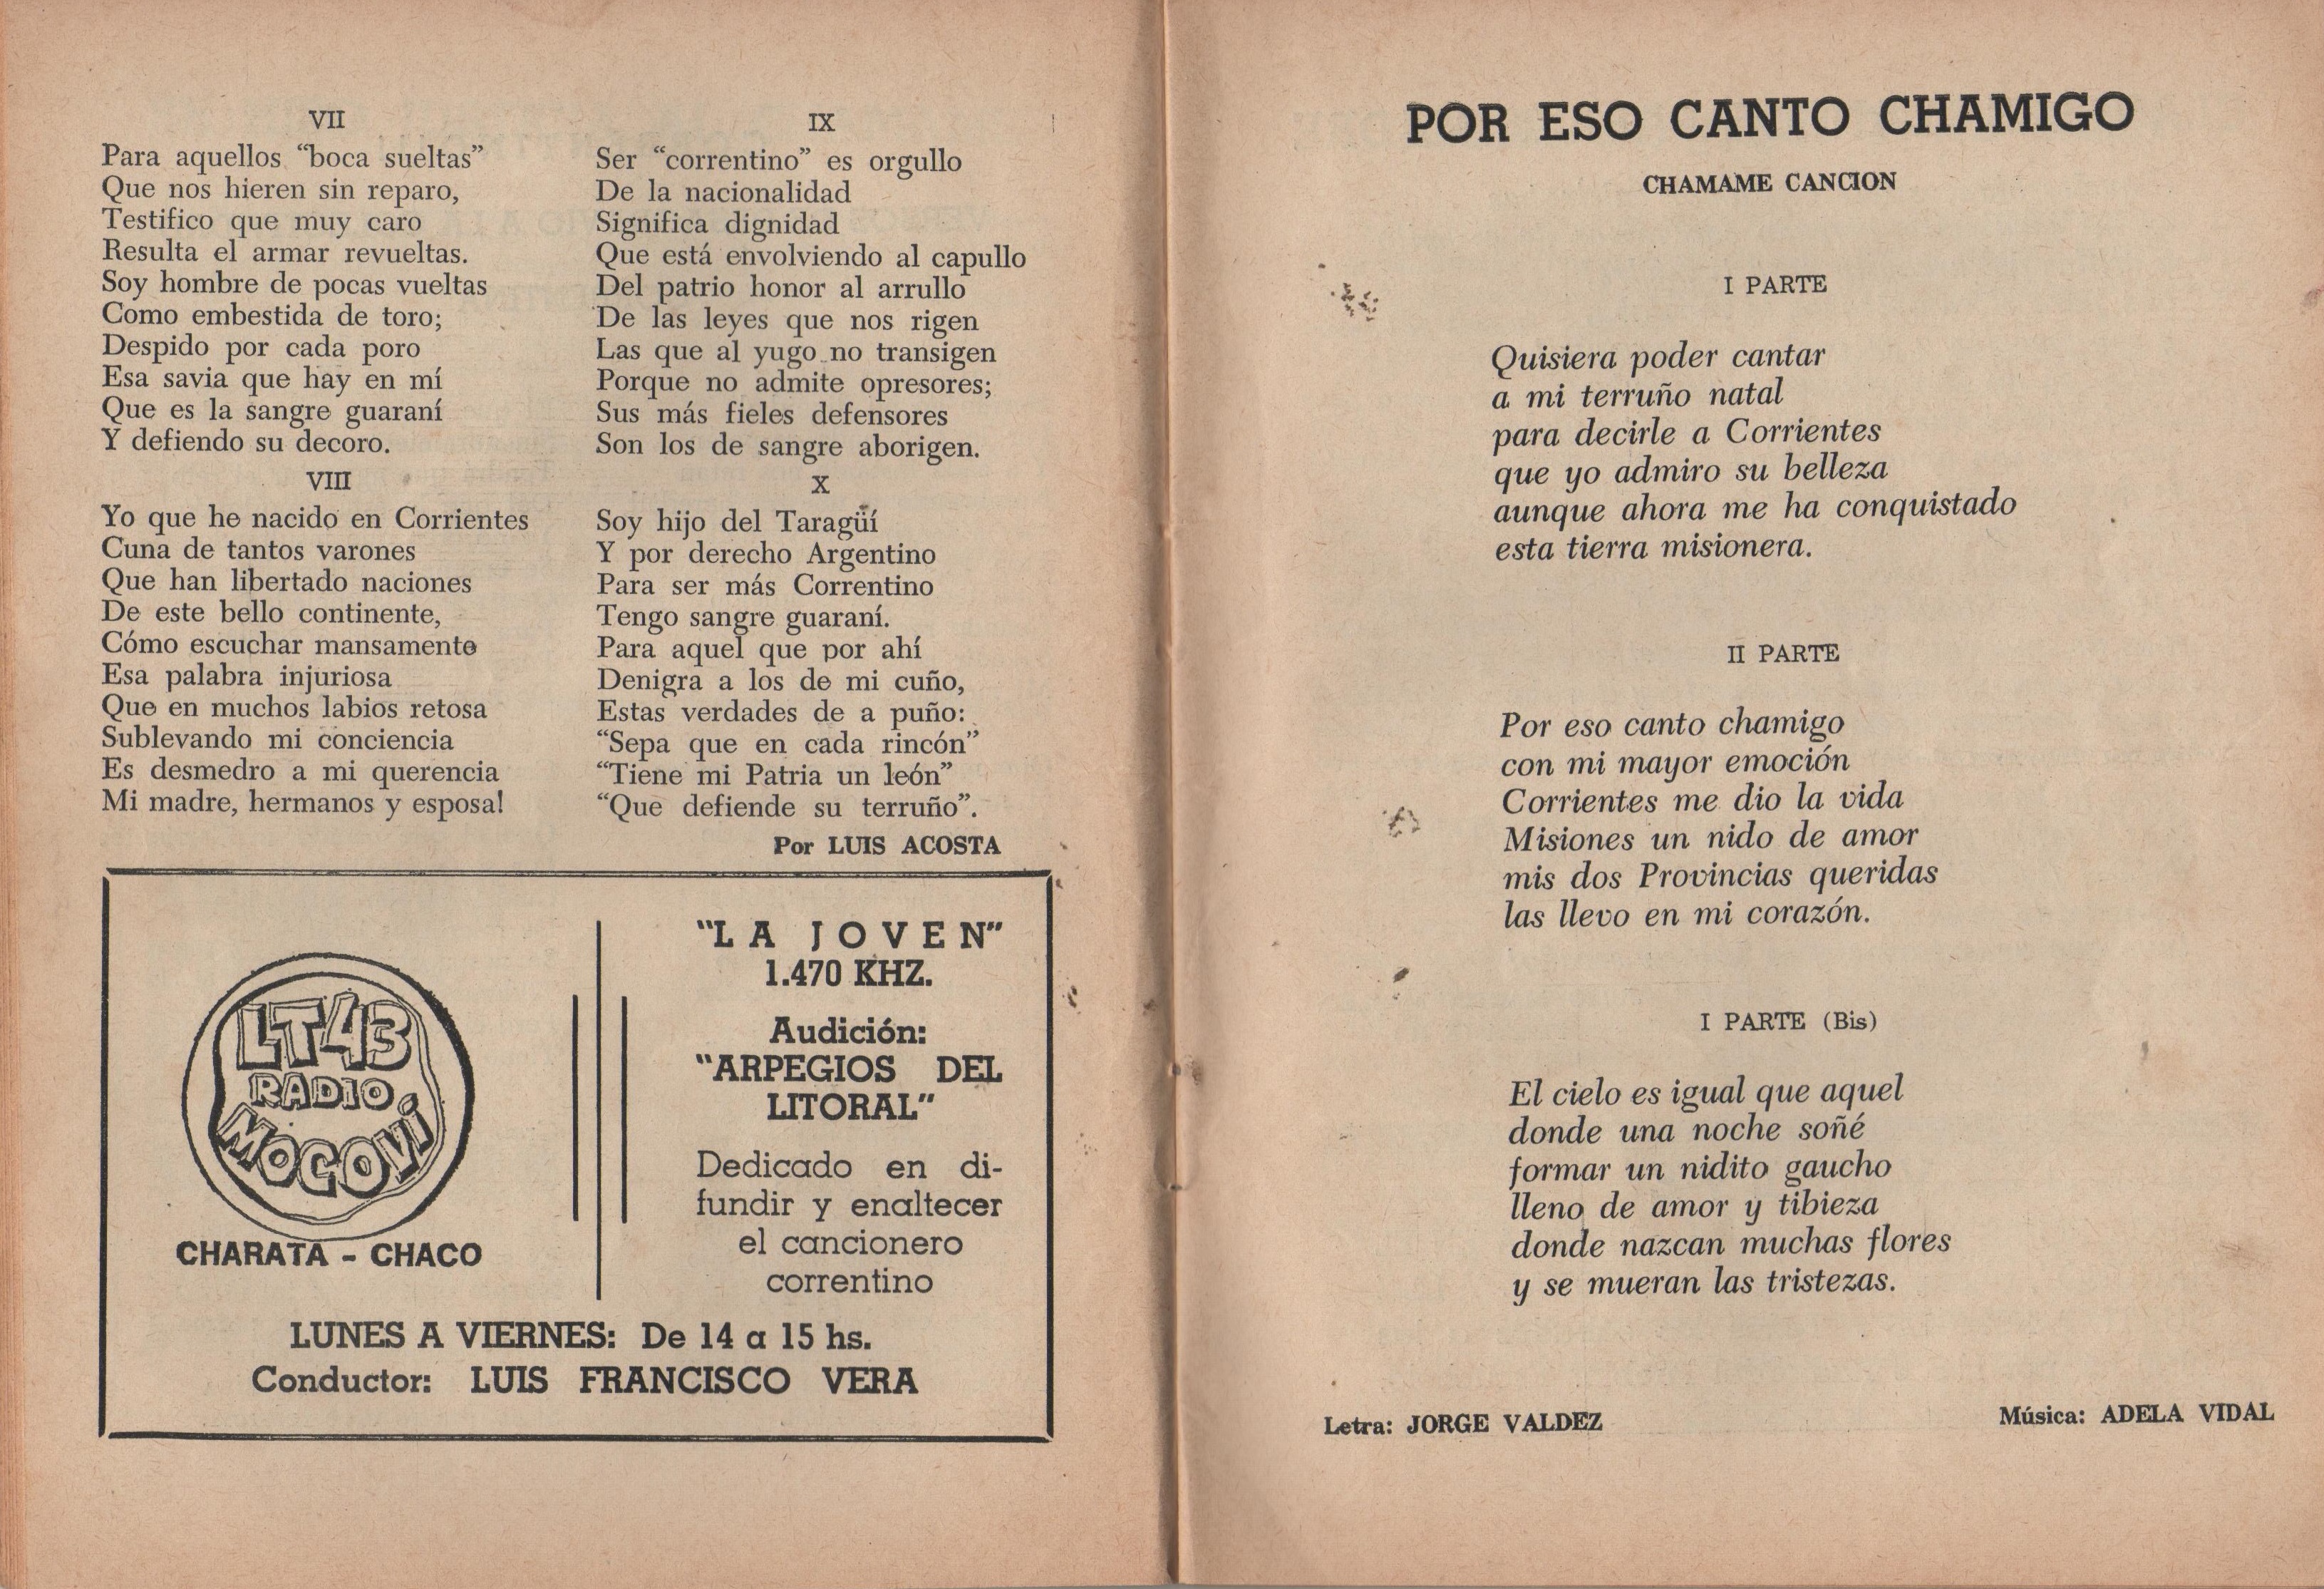 VII
Para aquellos "boca sueltas"
Que nos hieren sin reparo,
Testifico que muy caro
Resulta el armar revueltas.
Soy hombre de pocas vueltas
Como embestida de toro;
Despido por cada poro
Esa savia que hay en mí
Que es la sangre guaraní
Y defiendo su decoro.
VIII
Yo que he nacido en Corrientes
Cuna de tantos varones
Que han libertado naciones
De este bello continente,
Cómo escuchar mansamente
Esa palabra injuriosa
Que en muchos labios retosa
Sublevando mi conciencia
Es desmedro a mi querencia
Mi madre, hermanos y esposa!
IX
Ser "correntino" es orgullo
De la nacionalidad
Significa dignidad
Que está envolviendo al capullo
Del patrio honor al arrullo
De las leyes que nos rigen
Las que al yugo no transigen
Porque no admite opresores;
Sus más fieles defensores
Son los de sangre aborigen.
X
Soy hijo del Taragüí
Y por derecho Argentino
Para ser más Correntino
Tengo sangre guaraní.
Para aquel que por ahí
Denigra a los de mi cuño,
Estas verdades de a puño:
"Sepa que en cada rincón"
"Tiene mi Patria un león"
"Que defiende su terruño".
Por LUIS ACOSTA
LT43
RADIO
MOCOVÍ
CHARATA - CHACO
"LA JOVEN"
1.470 KHZ.
Audición:
"ARPEGIOS DEL
LITORAL"
Dedicado en di-
fundir y enaltecer
el cancionero
correntino
LUNES A VIERNES: De 14 a 15 hs.
Conductor: LUIS FRANCISCO VERA
POR ESO CANTO CHAMIGO
CHAMAME CANCION
I PARTE
Quisiera poder cantar
a mi terruño natal
para decirle a Corrientes
que yo admiro su belleza
aunque ahora me ha conquistado
esta tierra misionera.
II PARTE
Por eso canto chamigo
con mi mayor emoción
Corrientes me dio la vida
Misiones un nido de amor
mis dos Provincias queridas
las llevo en mi corazón.
I PARTE (Bis)
El cielo es igual que aquel
donde una noche soñé
formar un nidito gaucho
lleno de amor y tibieza
donde nazcan muchas flores
y se mueran las tristezas.
Letra: JORGE VALDEZ
Música: ADELA VIDAL